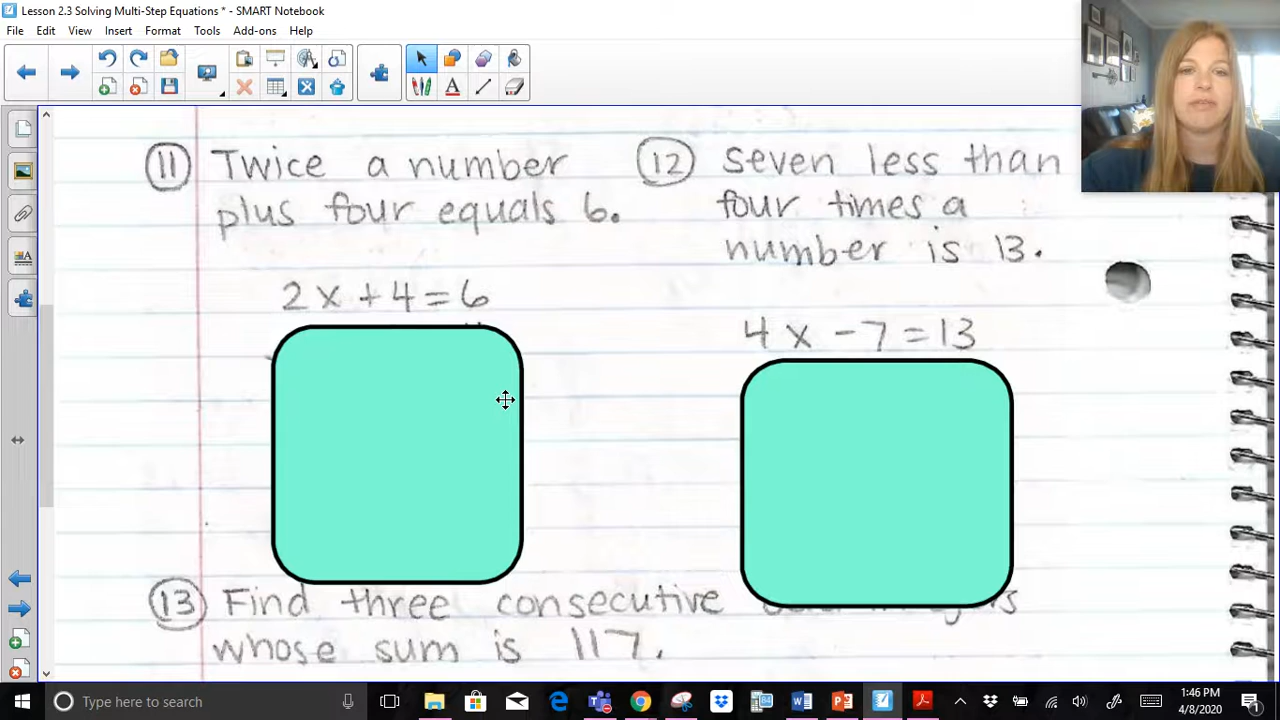 Lesson 2.3 Solving Multi-Step Equations * - SMART Notebook
File Edit View Insert Format Tools Add-ons Help
11 Twice a number
plus four equals 6.
2x + 4 = 6
12 Seven less than
four times a
number is 13.
4x - 7 = 13
13 Find three consecutive
whose sum is 117.
Type here to search
1:46 PM
4/8/2020